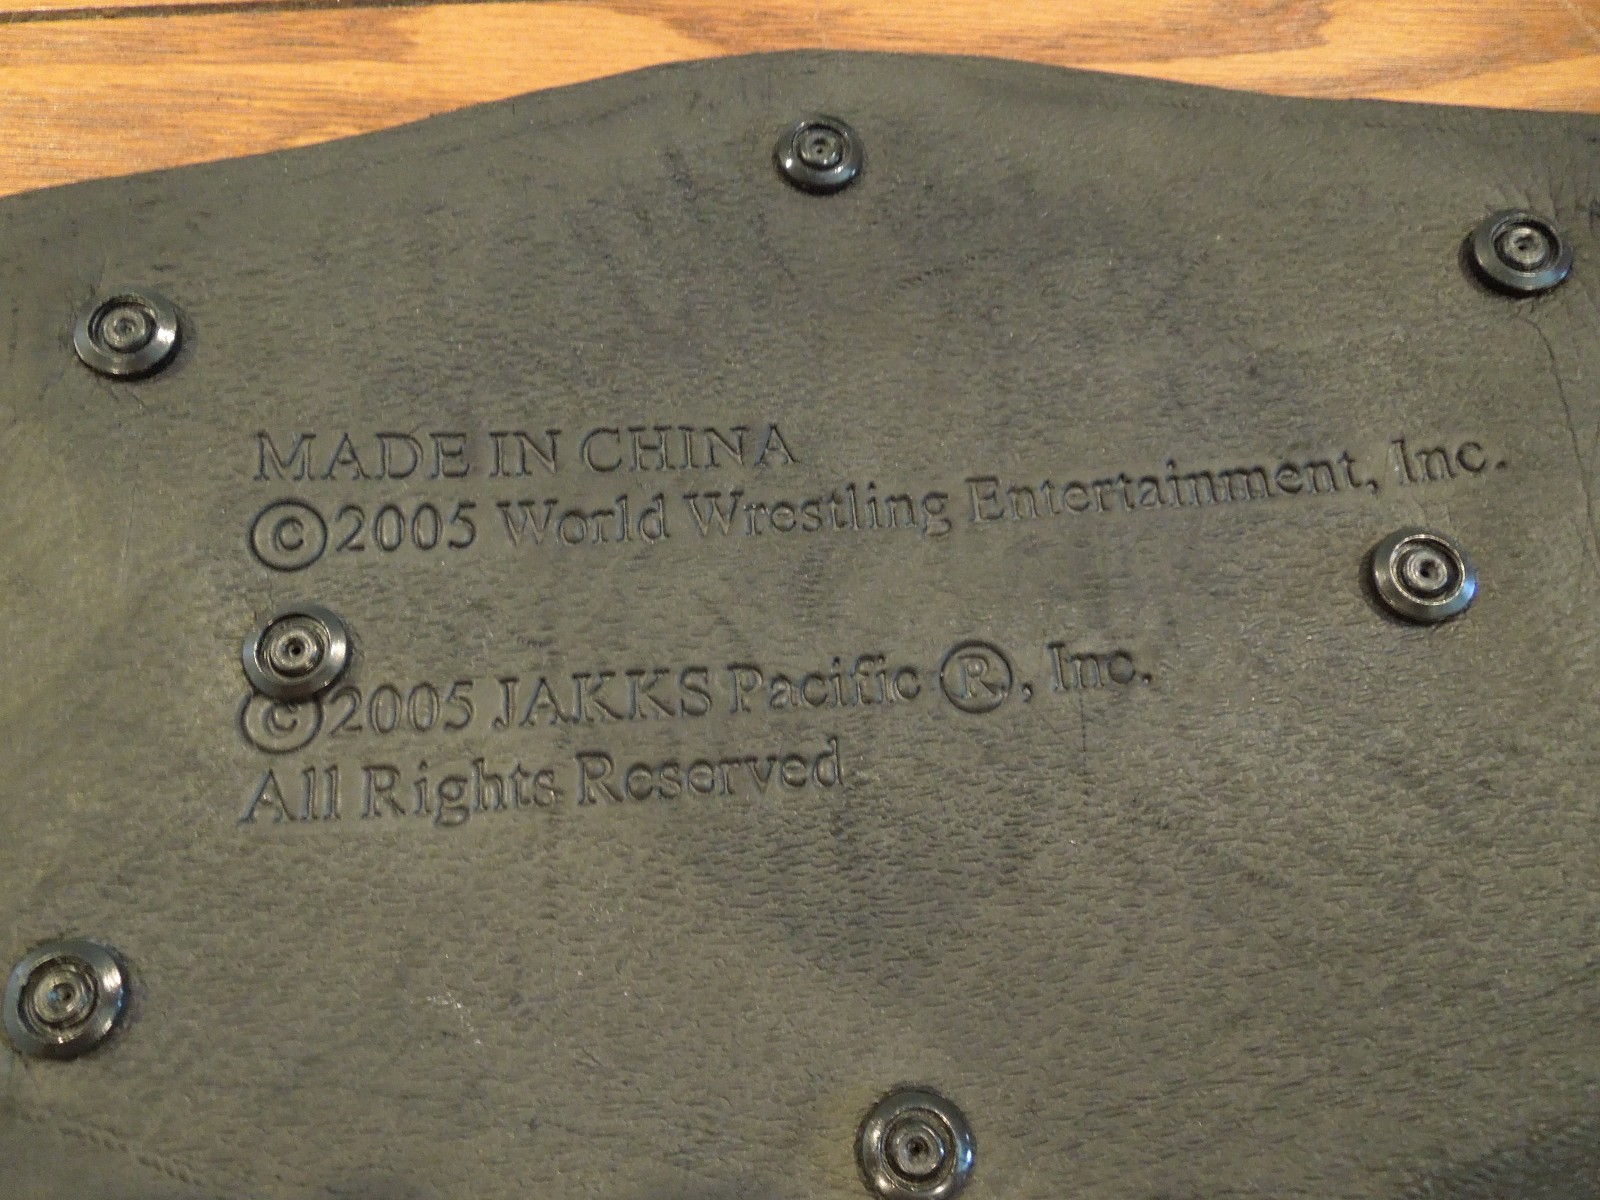 MADE IN CHINA
©2005 World Wrestling Entertainment, Inc.
©2005 JAKKS Pacific ®, Inc.
All Rights Reserved